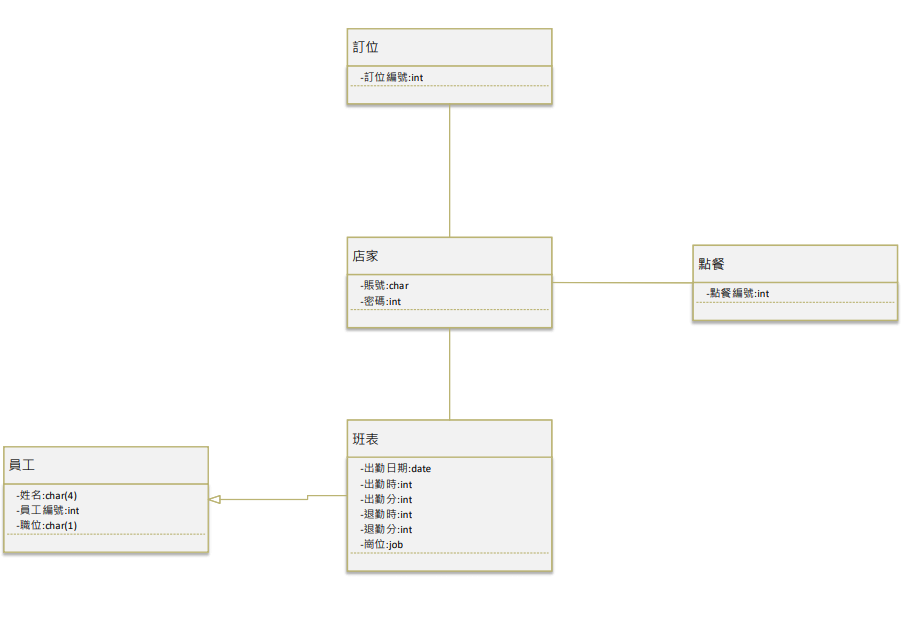 訂位
-訂位編號:int
店家
-賬號:char
-密碼:int
點餐
-點餐編號:int
班表
-出勤日期:date
-出勤時:int
-出勤分:int
-退勤時:int
-退勤分:int
-崗位:job
員工
-姓名:char(4)
-員工編號:int
-職位:char(1)